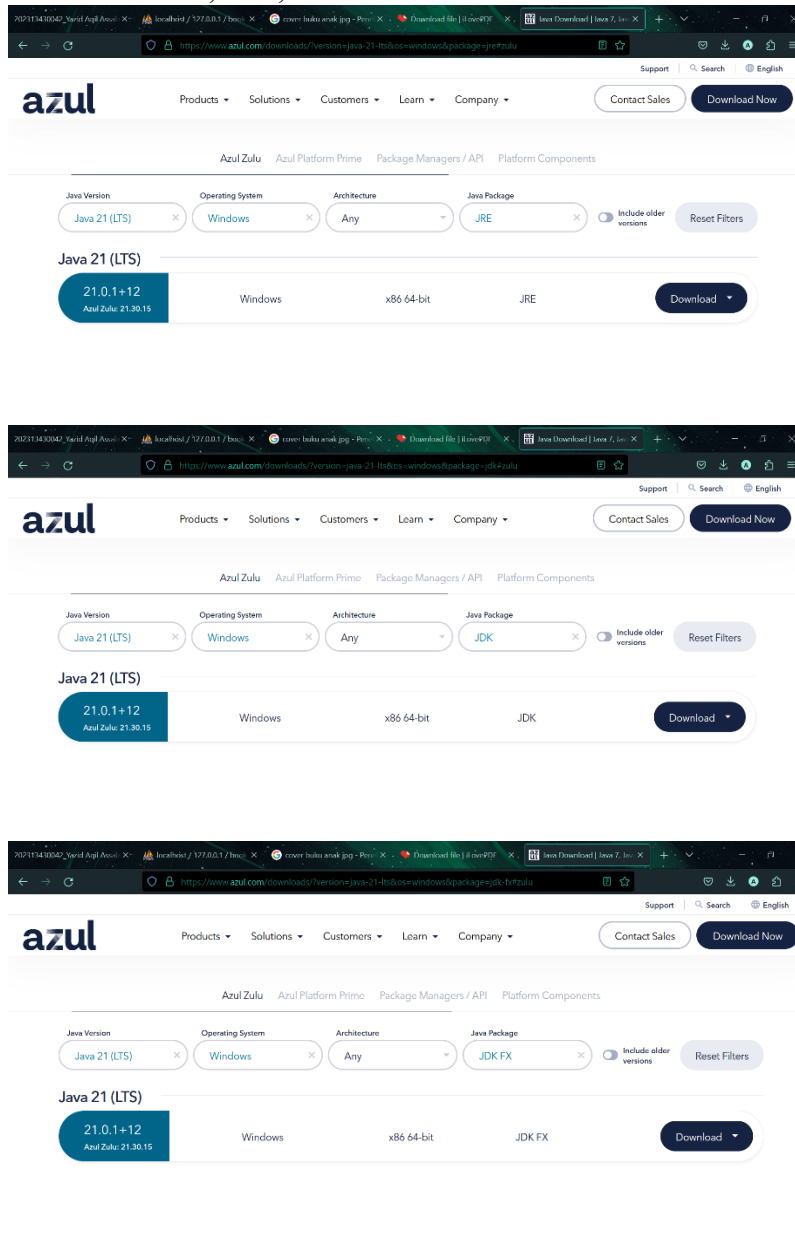 202313430042_Yazid Aqil Assal
localhost / 127.0.0.1 / book
cover buku anak jpg - Pene
Download file | iLovePDF
Java Download | Java 7, Jav
https://www.azul.com/downloads/?version=java-21-lts&os=windows&package=jre#zulu
Support Search English
azul Products Solutions Customers Learn Company Contact Sales Download Now
Azul Zulu Azul Platform Prime Package Managers / API Platform Components
Java Version Operating System Architecture Java Package
Java 21 (LTS) Windows Any JRE Include older versions Reset Filters
Java 21 (LTS)
21.0.1+12 Windows x86 64-bit JRE Download
Azul Zulu: 21.30.15
202313430042_Yazid Aqil Assal
localhost / 127.0.0.1 / book
cover buku anak jpg - Pene
Download file | iLovePDF
Java Download | Java 7, Jav
https://www.azul.com/downloads/?version=java-21-lts&os=windows&package=jdk#zulu
Support Search English
azul Products Solutions Customers Learn Company Contact Sales Download Now
Azul Zulu Azul Platform Prime Package Managers / API Platform Components
Java Version Operating System Architecture Java Package
Java 21 (LTS) Windows Any JDK Include older versions Reset Filters
Java 21 (LTS)
21.0.1+12 Windows x86 64-bit JDK Download
Azul Zulu: 21.30.15
202313430042_Yazid Aqil Assal
localhost / 127.0.0.1 / book
cover buku anak jpg - Pene
Download file | iLovePDF
Java Download | Java 7, Jav
https://www.azul.com/downloads/?version=java-21-lts&os=windows&package=jdk-fx#zulu
Support Search English
azul Products Solutions Customers Learn Company Contact Sales Download Now
Azul Zulu Azul Platform Prime Package Managers / API Platform Components
Java Version Operating System Architecture Java Package
Java 21 (LTS) Windows Any JDK FX Include older versions Reset Filters
Java 21 (LTS)
21.0.1+12 Windows x86 64-bit JDK FX Download
Azul Zulu: 21.30.15